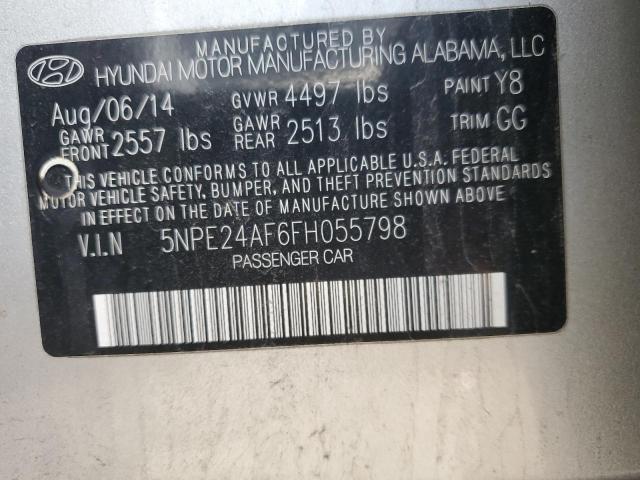 MANUFACTURED BY
HYUNDAI MOTOR MANUFACTURING ALABAMA, LLC
Aug/06/14 GVWR 4497 lbs PAINT Y8
GAWR FRONT 2557 lbs GAWR REAR 2513 lbs TRIM GG
THIS VEHICLE CONFORMS TO ALL APPLICABLE U.S.A. FEDERAL
MOTOR VEHICLE SAFETY, BUMPER, AND THEFT PREVENTION STANDARDS
IN EFFECT ON THE DATE OF MANUFACTURE SHOWN ABOVE
V.I.N 5NPE24AF6FH055798
PASSENGER CAR